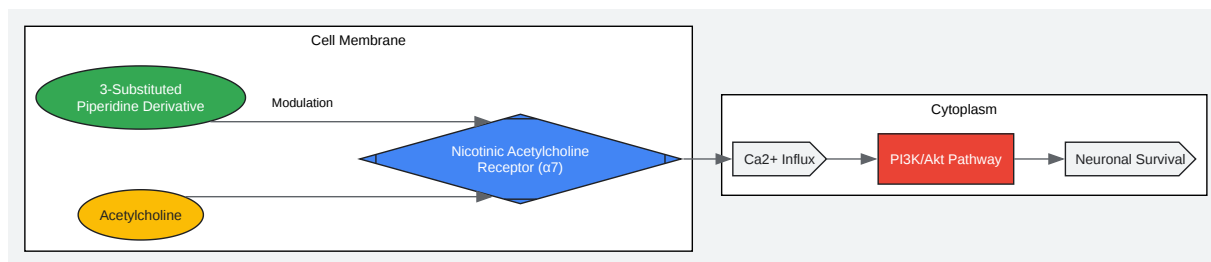 Cell Membrane
3-Substituted
Piperidine Derivative
Modulation
Nicotinic Acetylcholine
Receptor (α7)
Acetylcholine
Cytoplasm
Ca2+ Influx
PI3K/Akt Pathway
Neuronal Survival